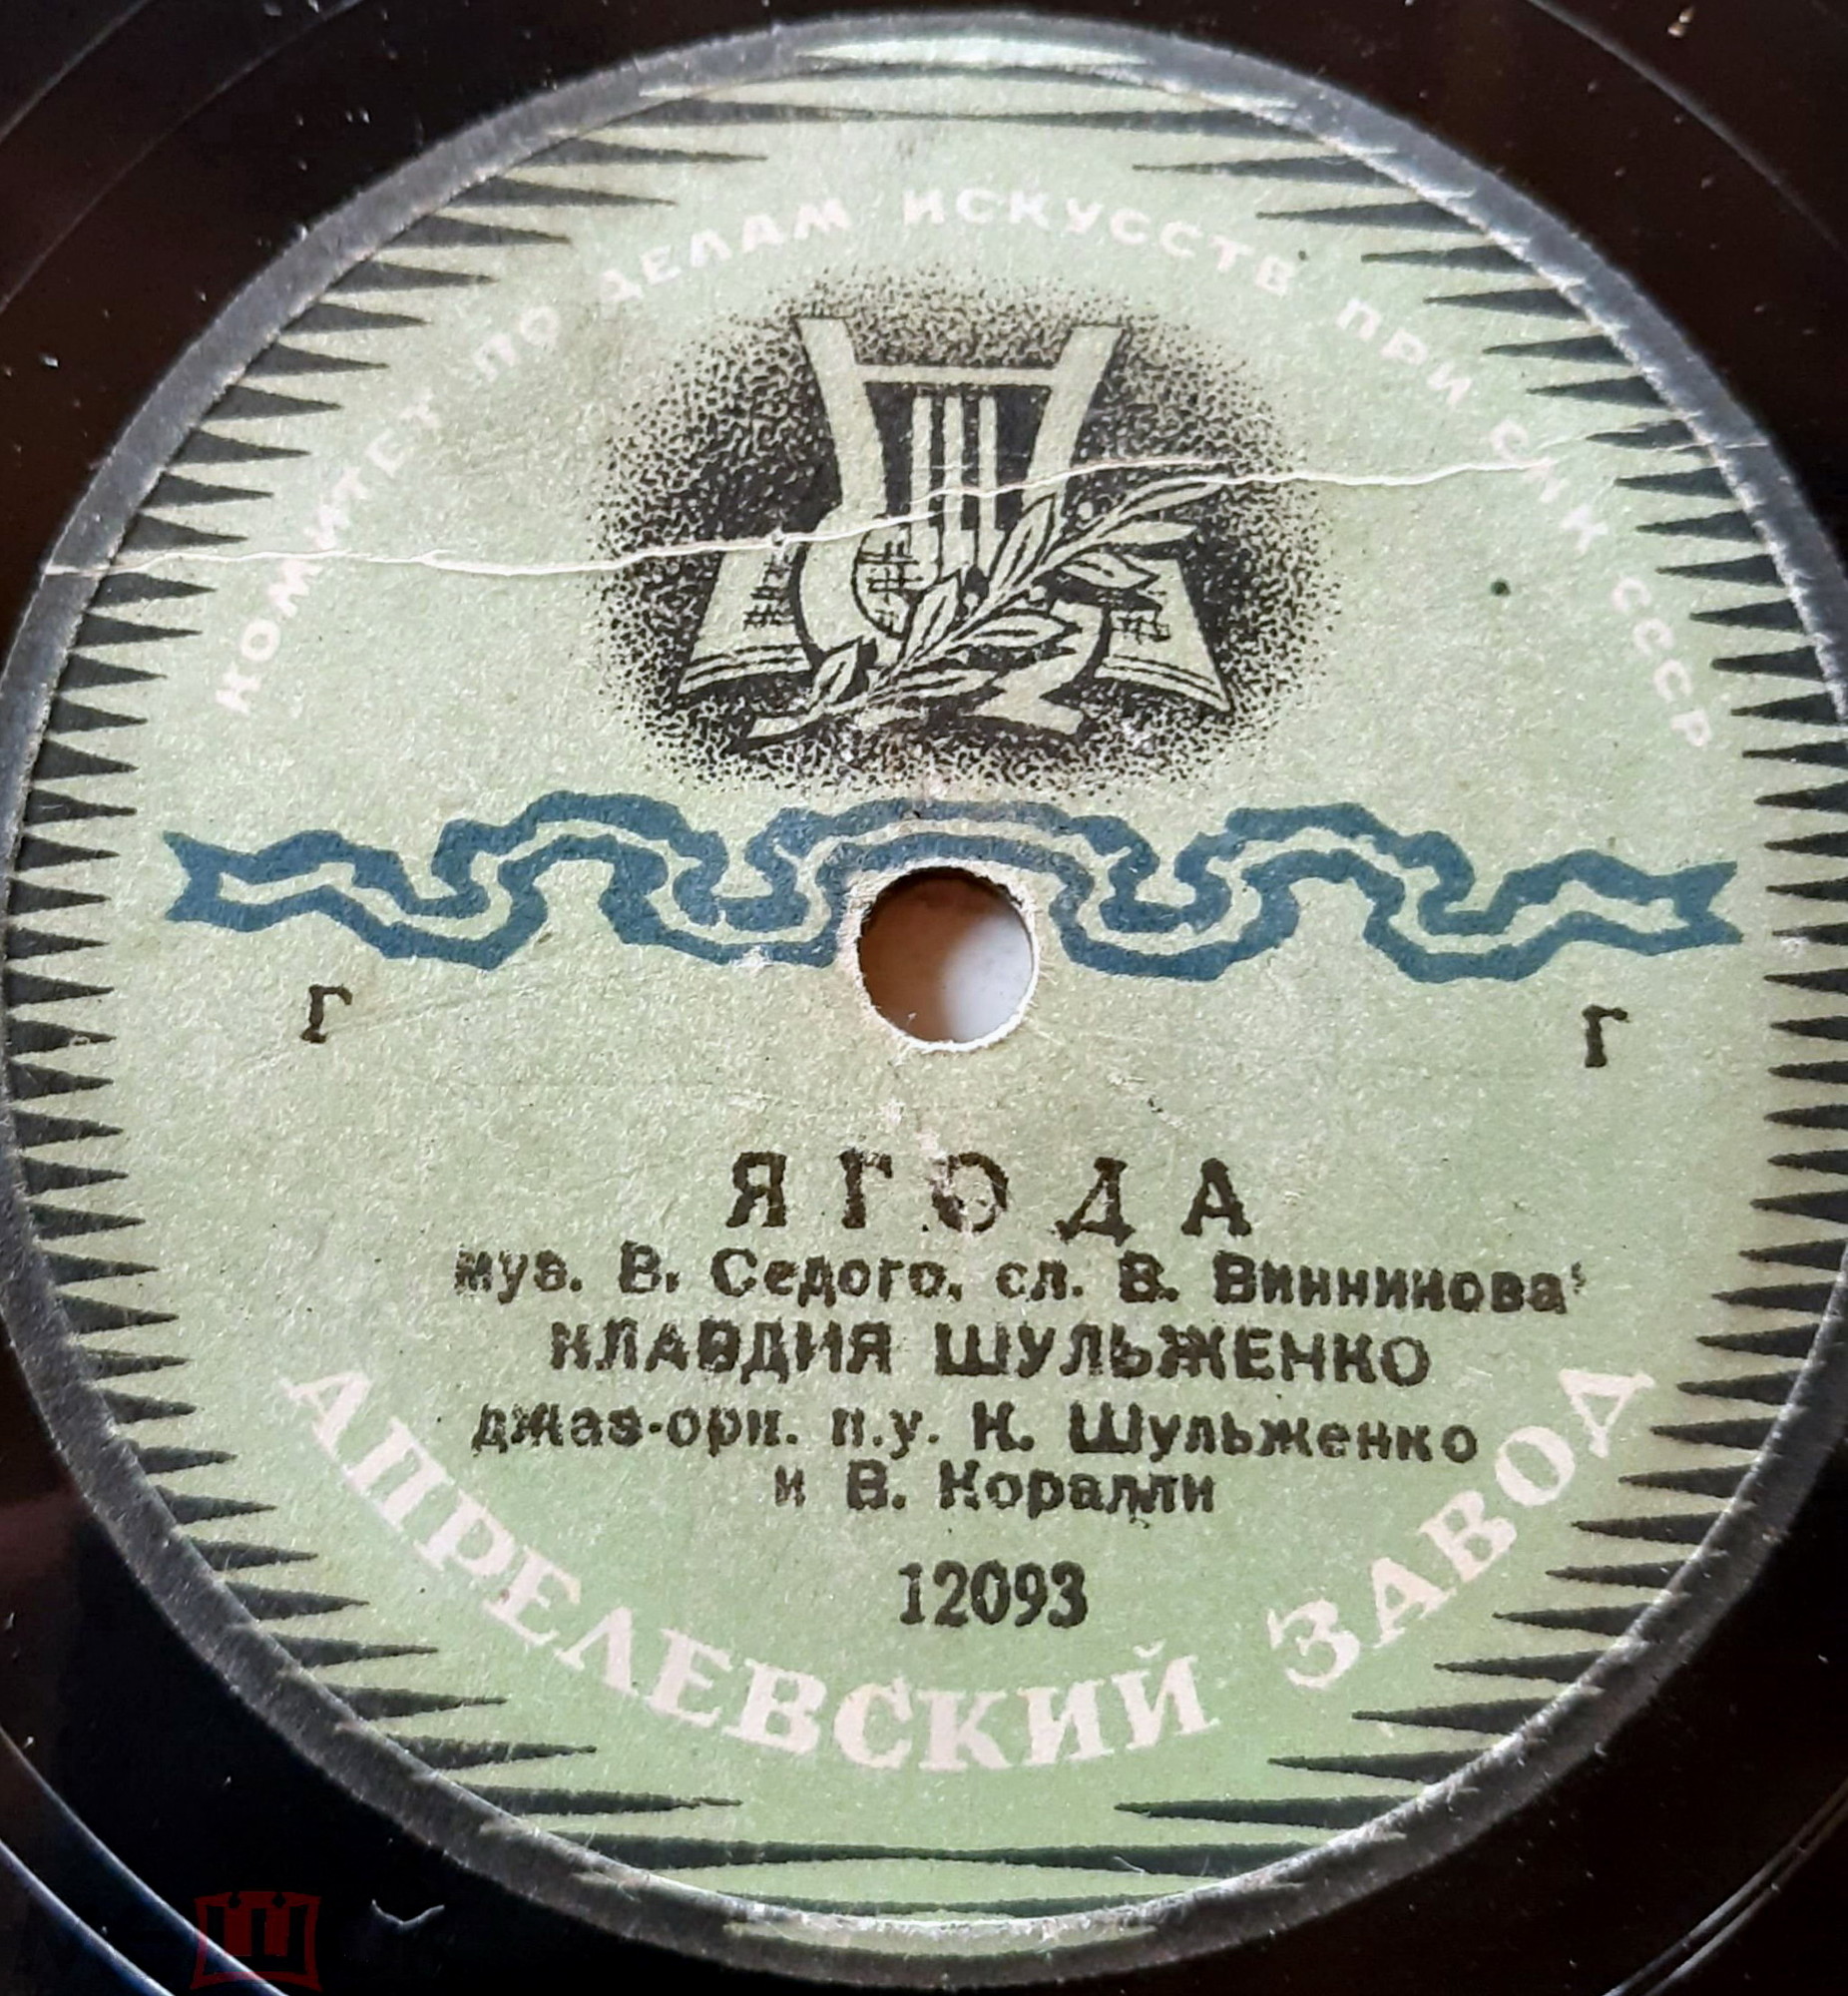 КОМИТЕТ ПО ДЕЛАМ ИСКУССТВ ПРИ СНК СССР
Г Г
ЯГОДА
муз. В. Седого, сл. В. Винникова
КЛАВДИЯ ШУЛЬЖЕНКО
джаз-орк. п.у. К. Шульженко
и В. Коралли
12093
АПРЕЛЕВСКИЙ ЗАВОД